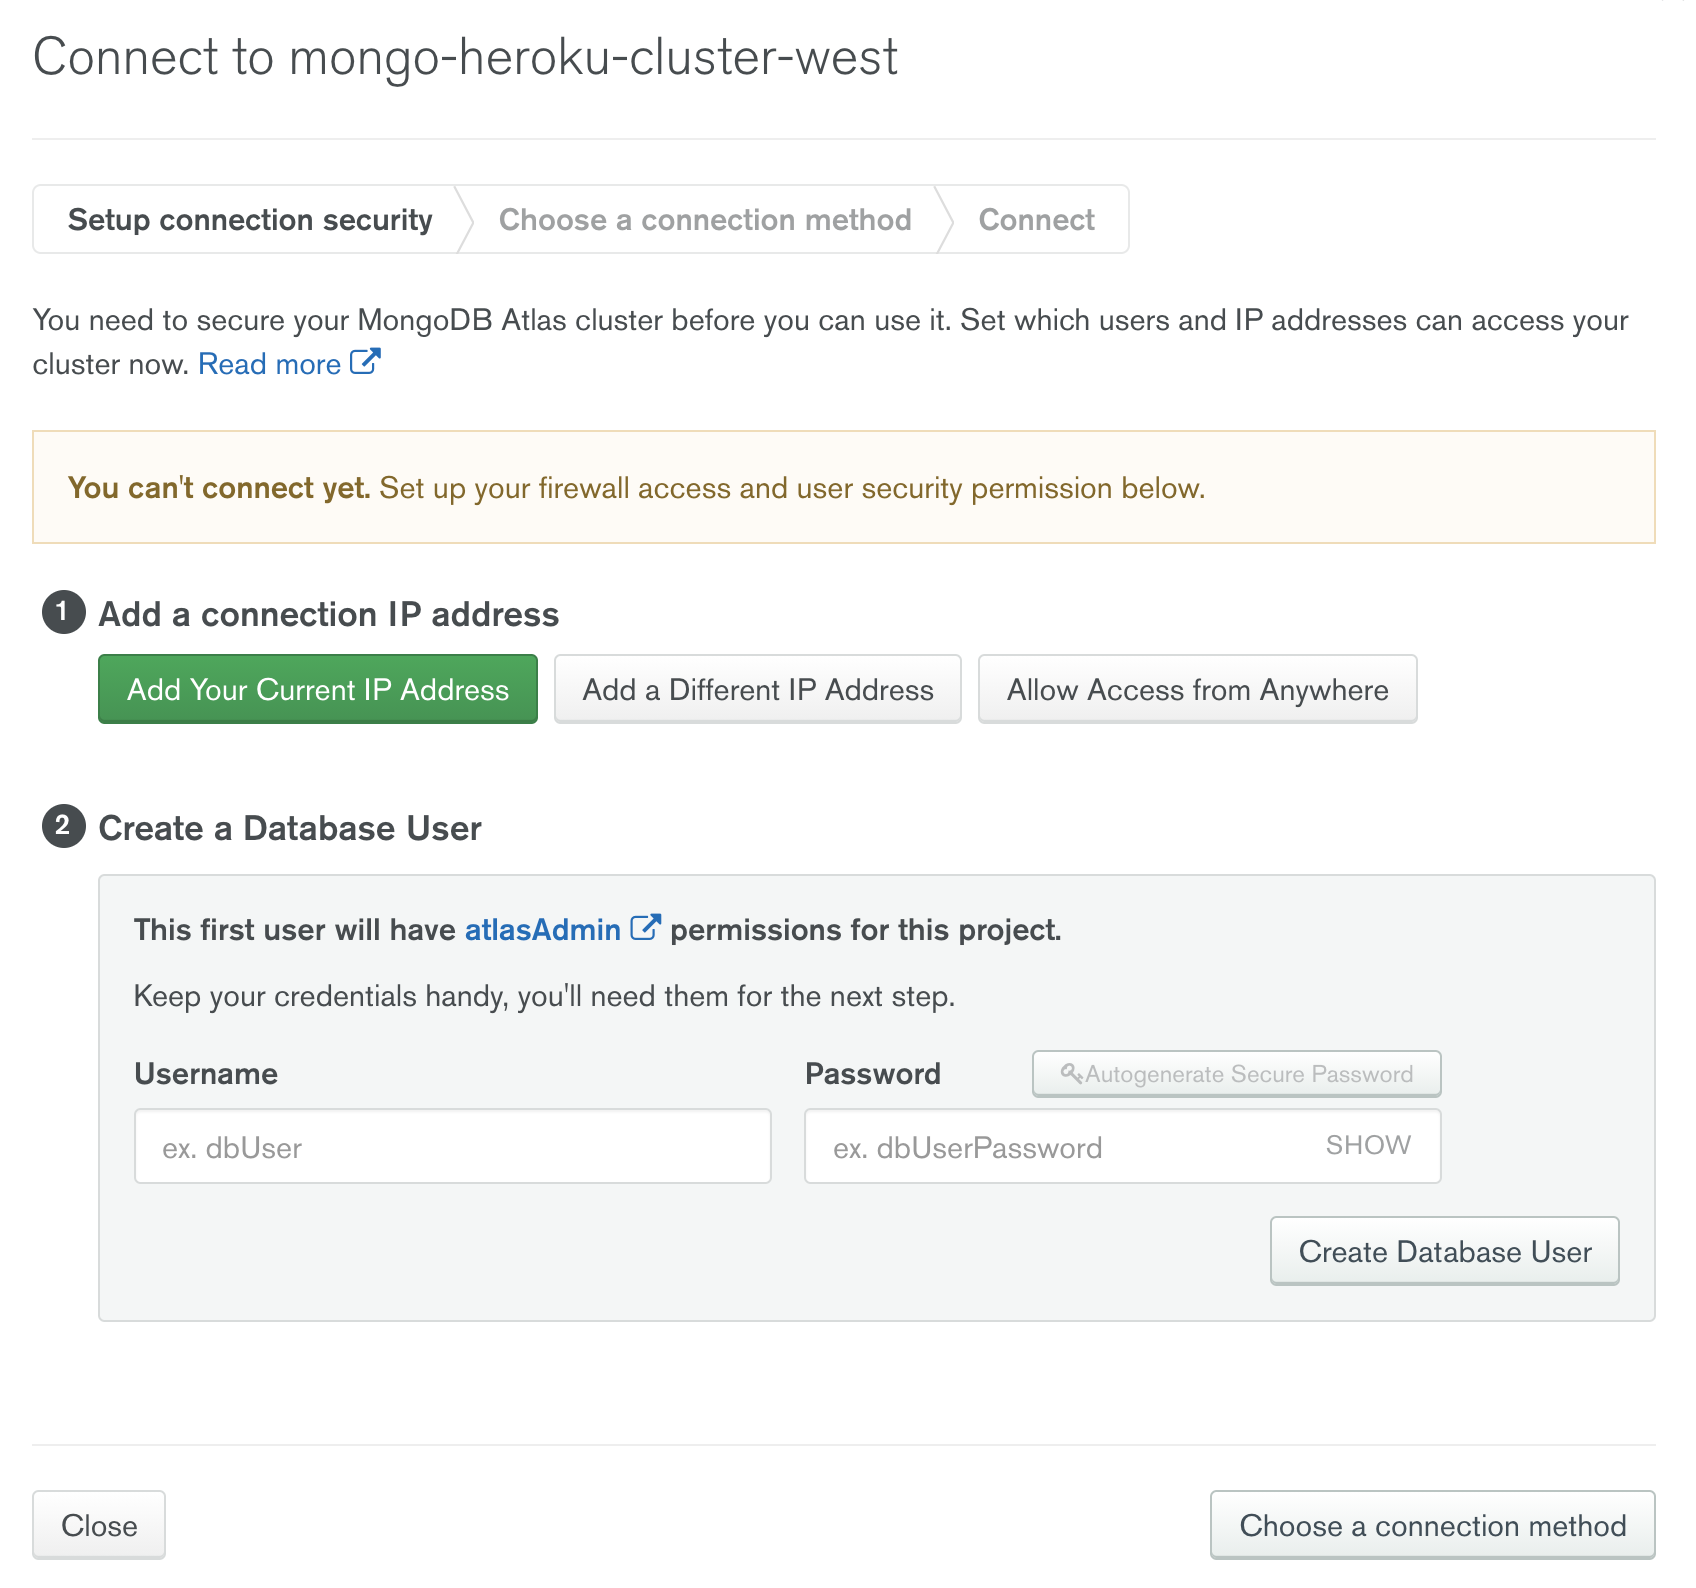 Connect to mongo-heroku-cluster-west
Setup connection security
Choose a connection method
Connect
You need to secure your MongoDB Atlas cluster before you can use it. Set which users and IP addresses can access your
cluster now. Read more
You can't connect yet. Set up your firewall access and user security permission below.
1 Add a connection IP address
Add Your Current IP Address
Add a Different IP Address
Allow Access from Anywhere
2 Create a Database User
This first user will have atlasAdmin permissions for this project.
Keep your credentials handy, you'll need them for the next step.
Username
Password
Autogenerate Secure Password
ex. dbUser
ex. dbUserPassword
SHOW
Create Database User
Close
Choose a connection method